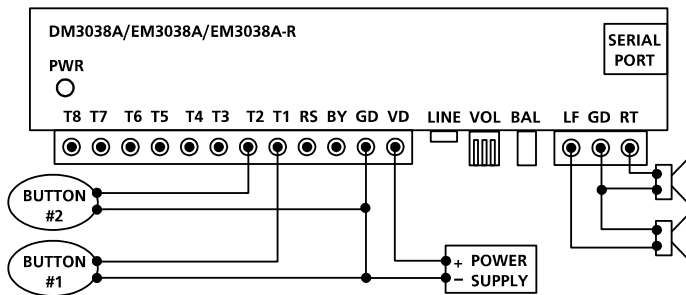 DM3038A/EM3038A/EM3038A-R
SERIAL
PORT
PWR
T8 T7 T6 T5 T4 T3 T2 T1 RS BY GD VD LINE VOL BAL LF GD RT
BUTTON
#2
BUTTON
#1
+ POWER
− SUPPLY